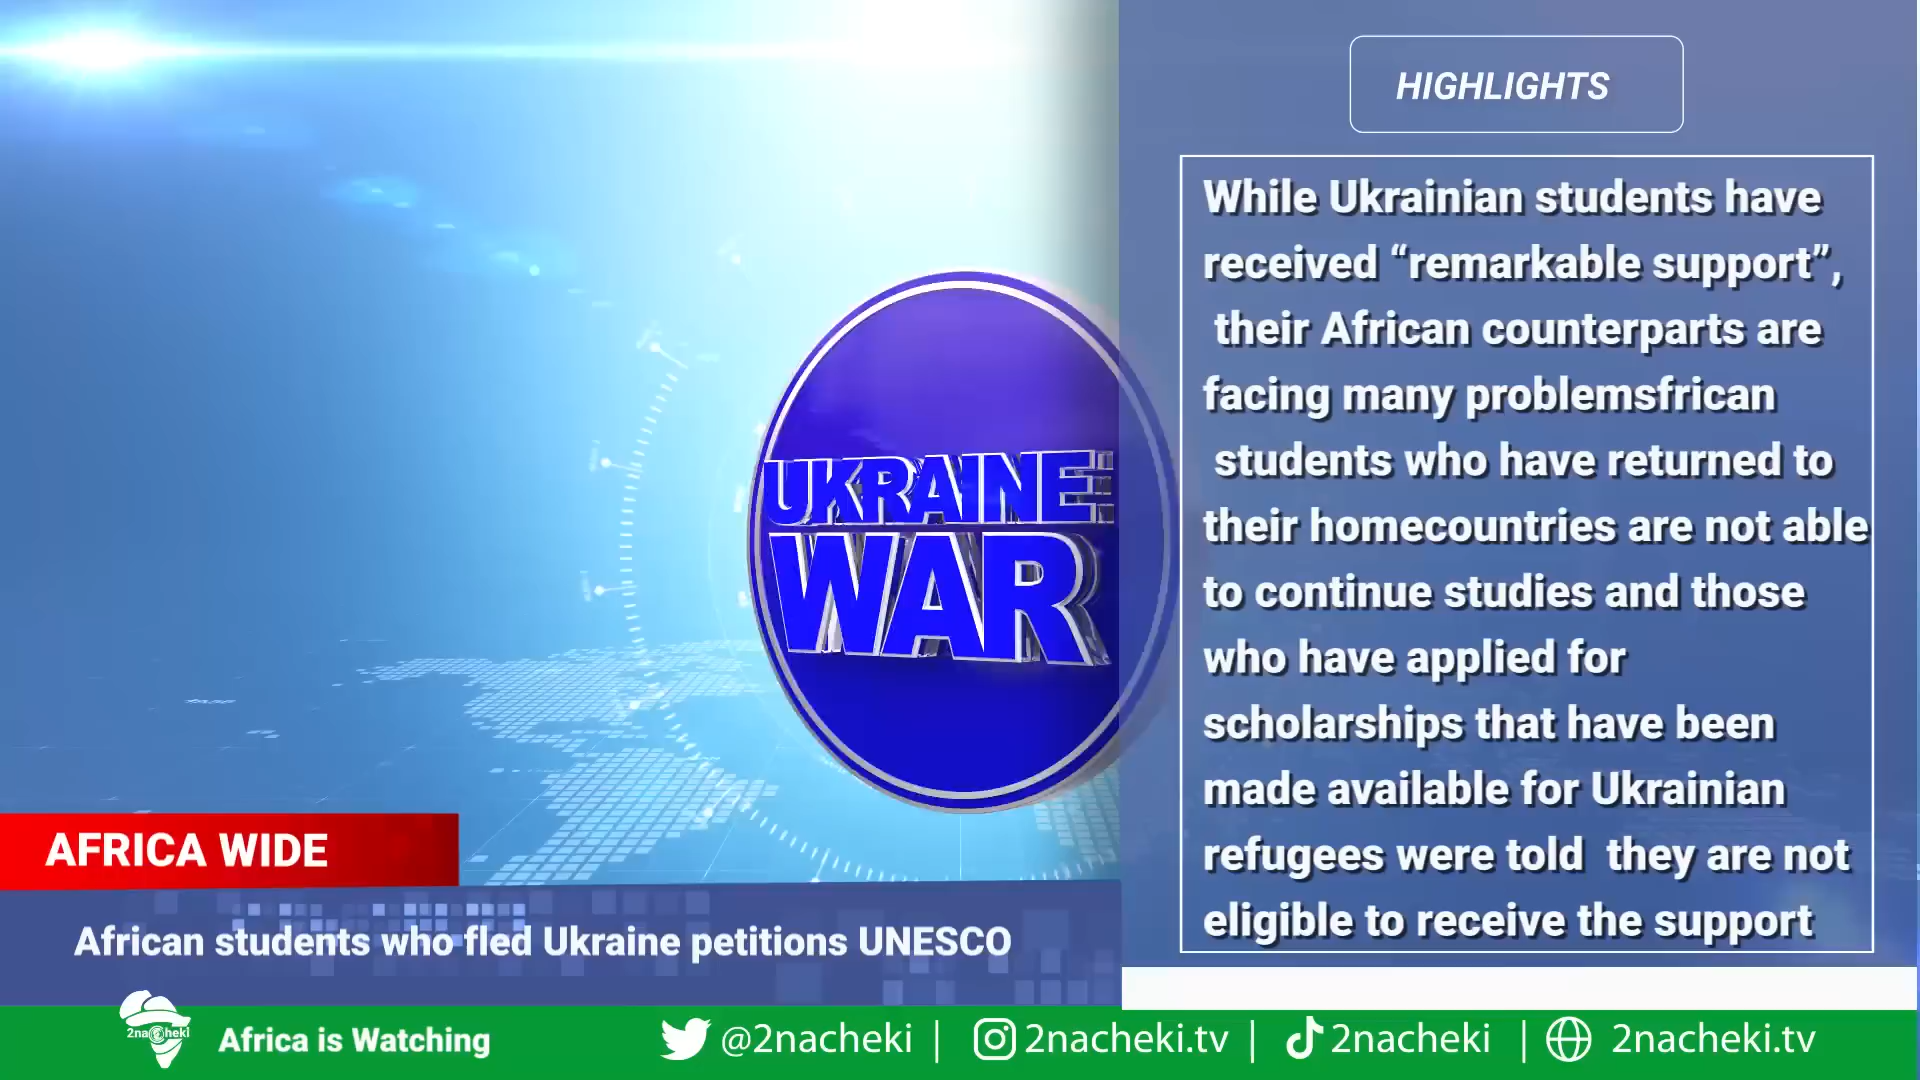 HIGHLIGHTS
While Ukrainian students have
received “remarkable support”,
their African counterparts are
facing many problemsfrican
students who have returned to
their homecountries are not able
to continue studies and those
who have applied for
scholarships that have been
made available for Ukrainian
refugees were told they are not
eligible to receive the support
UKRAINE
WAR
AFRICA WIDE
African students who fled Ukraine petitions UNESCO
2nacheki
Africa is Watching
@2nacheki | 2nacheki.tv | 2nacheki | 2nacheki.tv